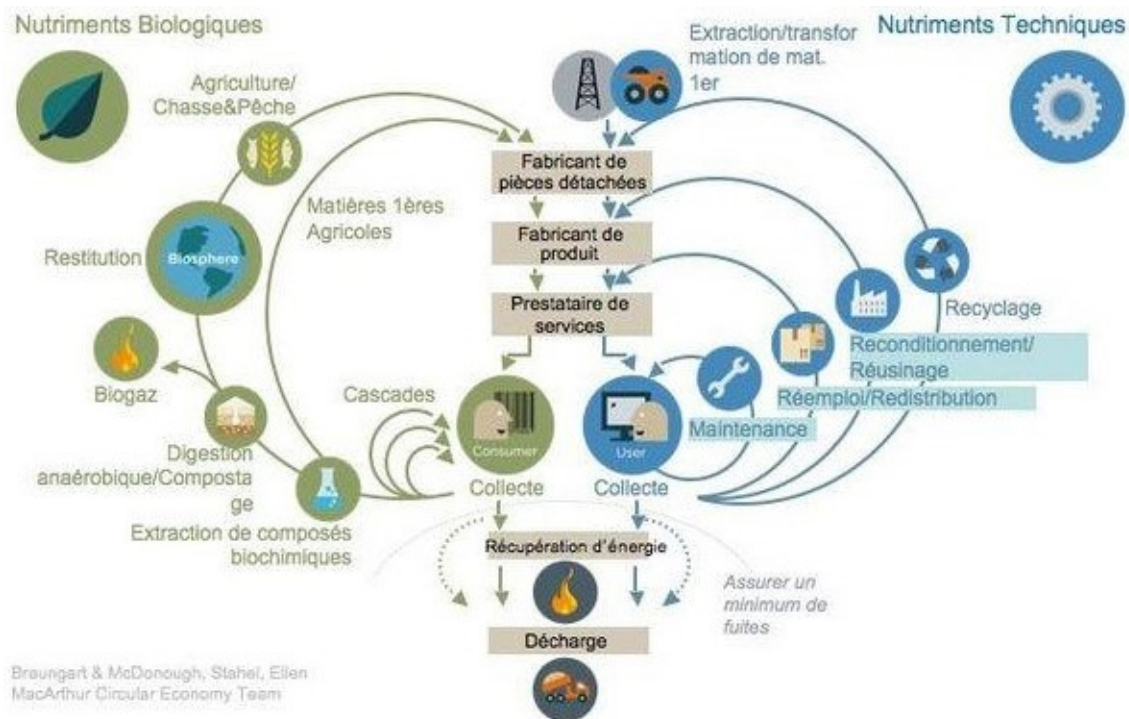 Nutriments Biologiques
Extraction/transfor
mation de mat.
1er
Nutriments Techniques
Agriculture/
Chasse&Pêche
Fabricant de
pièces détachées
Matières 1ères
Agricoles
Fabricant de
produit
Restitution
Biosphere
Prestataire de
services
Recyclage
Reconditionnement/
Réusinage
Biogaz
Cascades
Réemploi/Redistribution
Maintenance
Consumer
User
Digestion
anaérobique/Composta
ge
Collecte
Collecte
Extraction de composés
biochimiques
Récupération d'énergie
Assurer un
minimum de
fuites
Décharge
Braungart & McDonough, Stahel, Ellen
MacArthur Circular Economy Team